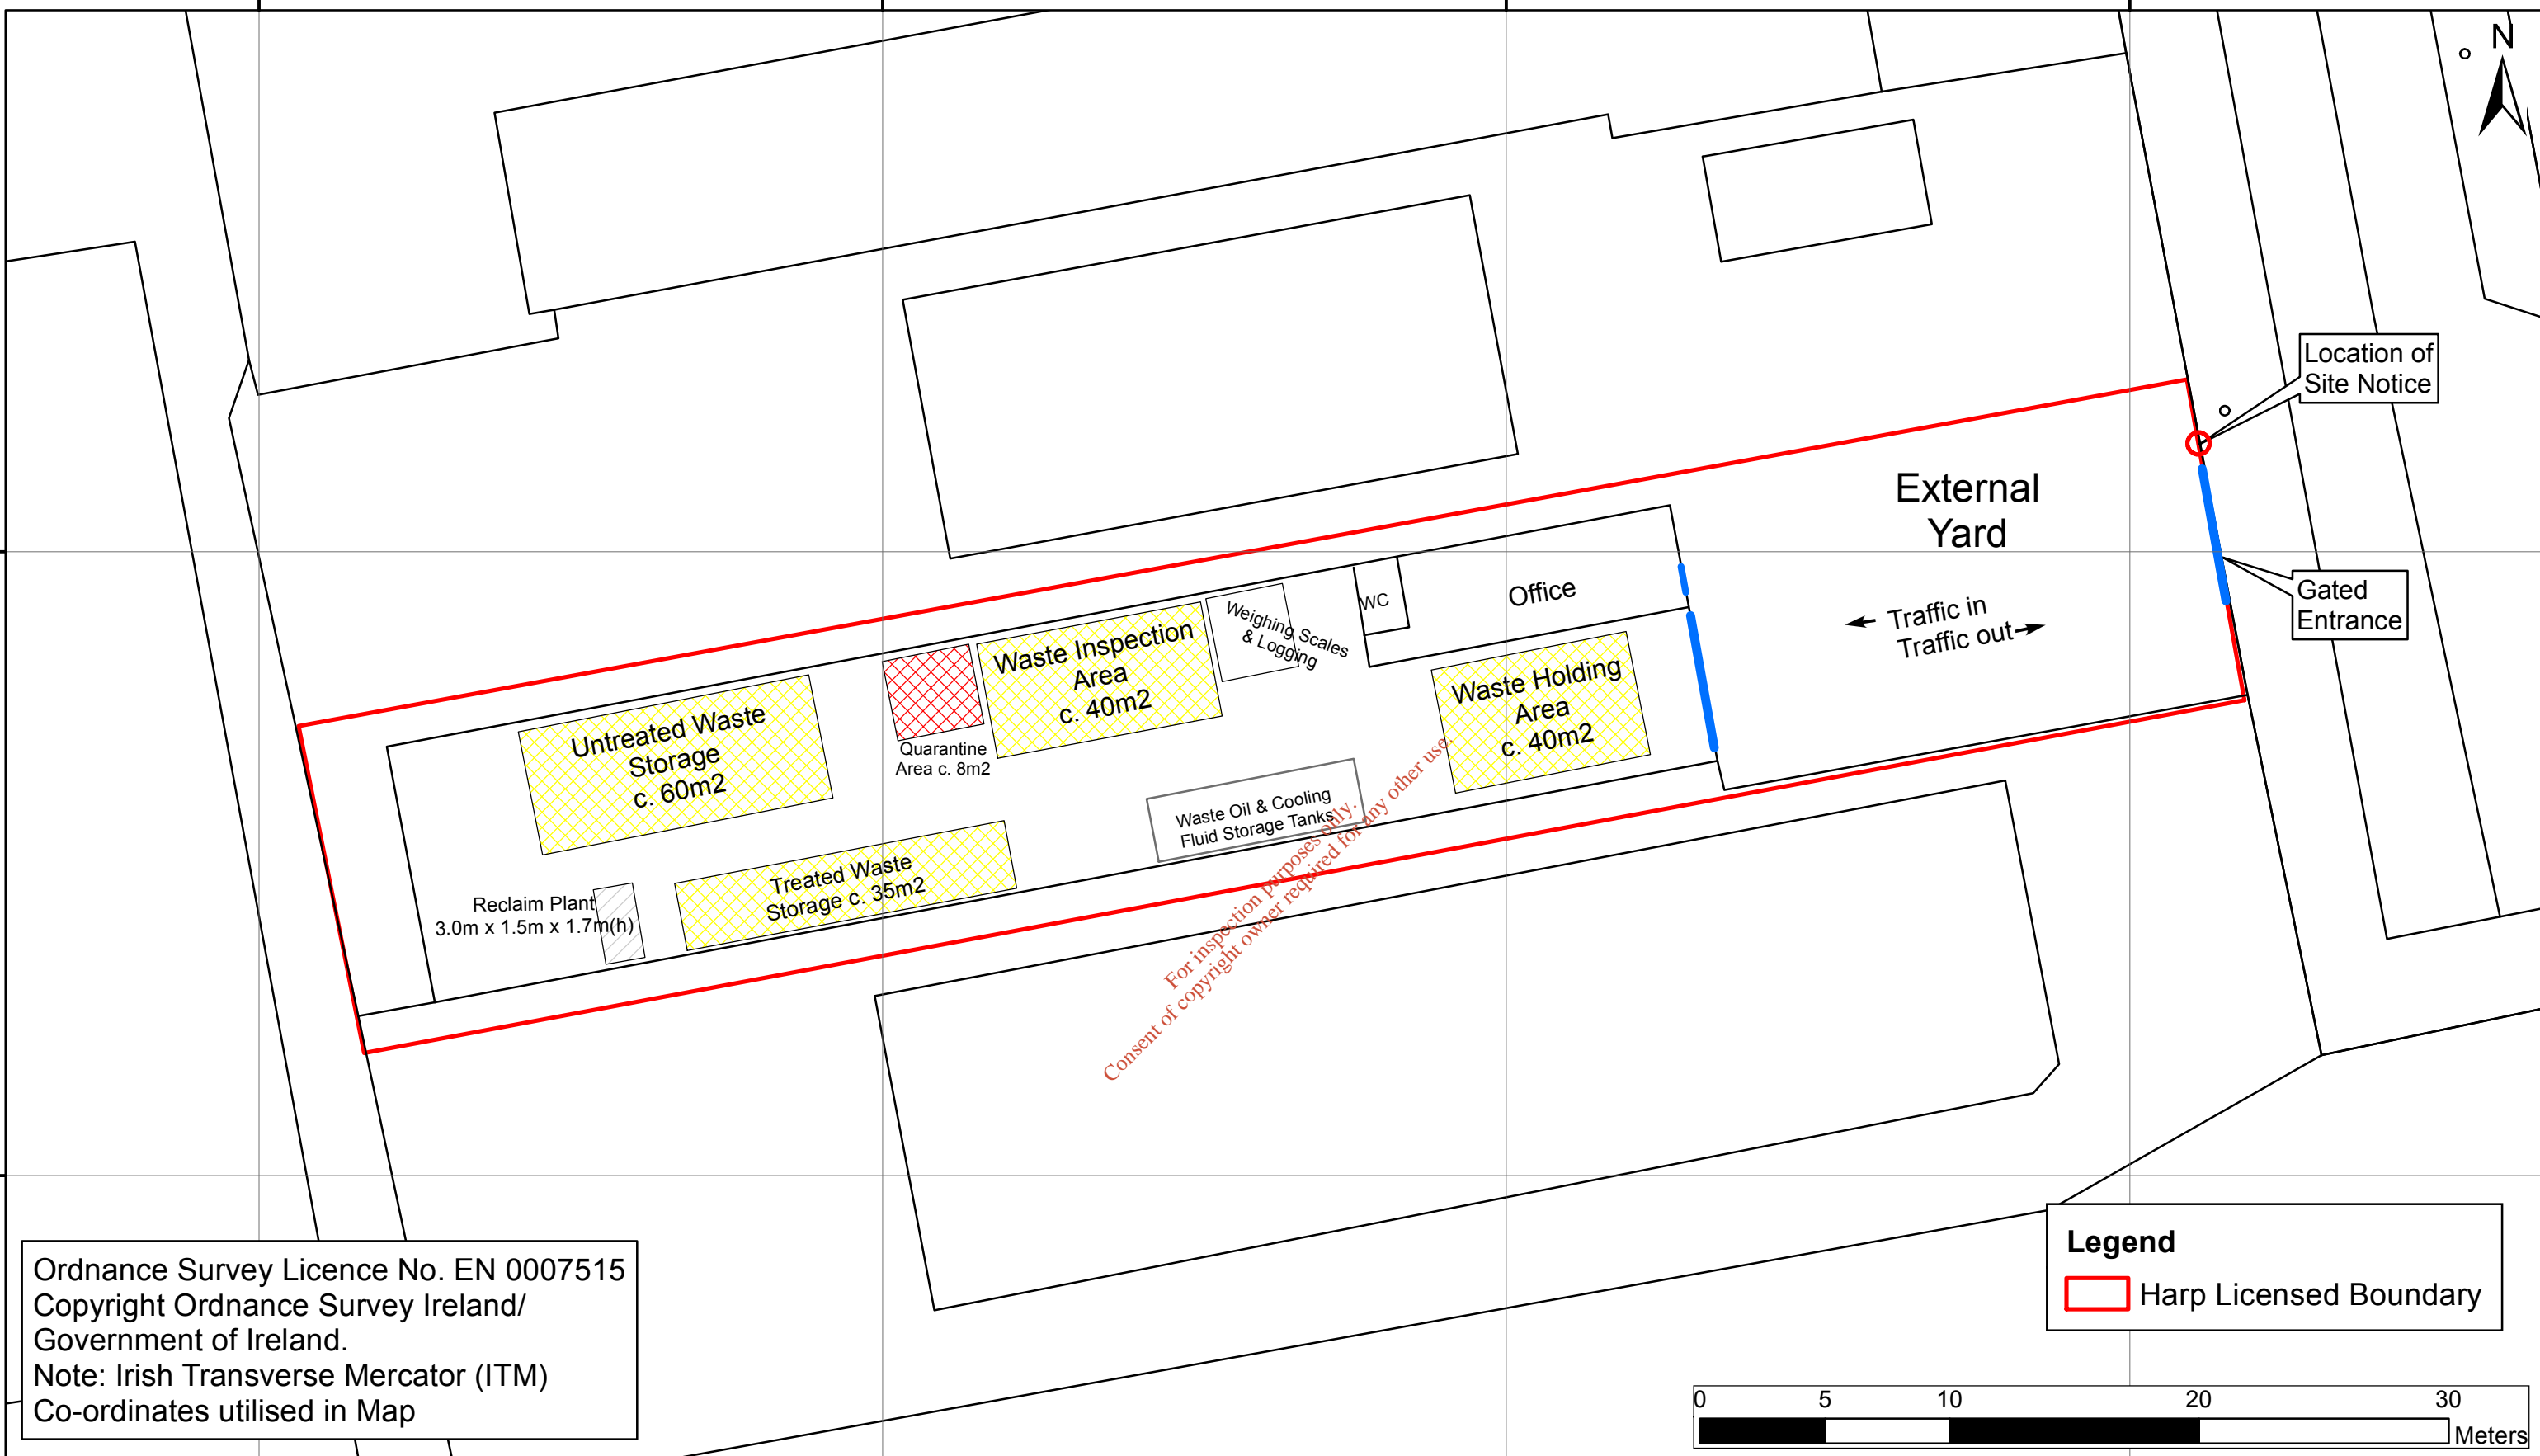 N
Location of
Site Notice
External
Yard
Gated
Entrance
Traffic in
Traffic out
Office
WC
Weighing Scales
& Logging
Waste Inspection
Area
c. 40m2
Waste Holding
Area
c. 40m2
Quarantine
Area c. 8m2
Untreated Waste
Storage
c. 60m2
Waste Oil & Cooling
Fluid Storage Tanks
Treated Waste
Storage c. 35m2
Reclaim Plant
3.0m x 1.5m x 1.7m(h)
For inspection purposes only.
Consent of copyright owner required for any other use.
Ordnance Survey Licence No. EN 0007515
Copyright Ordnance Survey Ireland/
Government of Ireland.
Note: Irish Transverse Mercator (ITM)
Co-ordinates utilised in Map
Legend
Harp Licensed Boundary
0 5 10 20 30
Meters